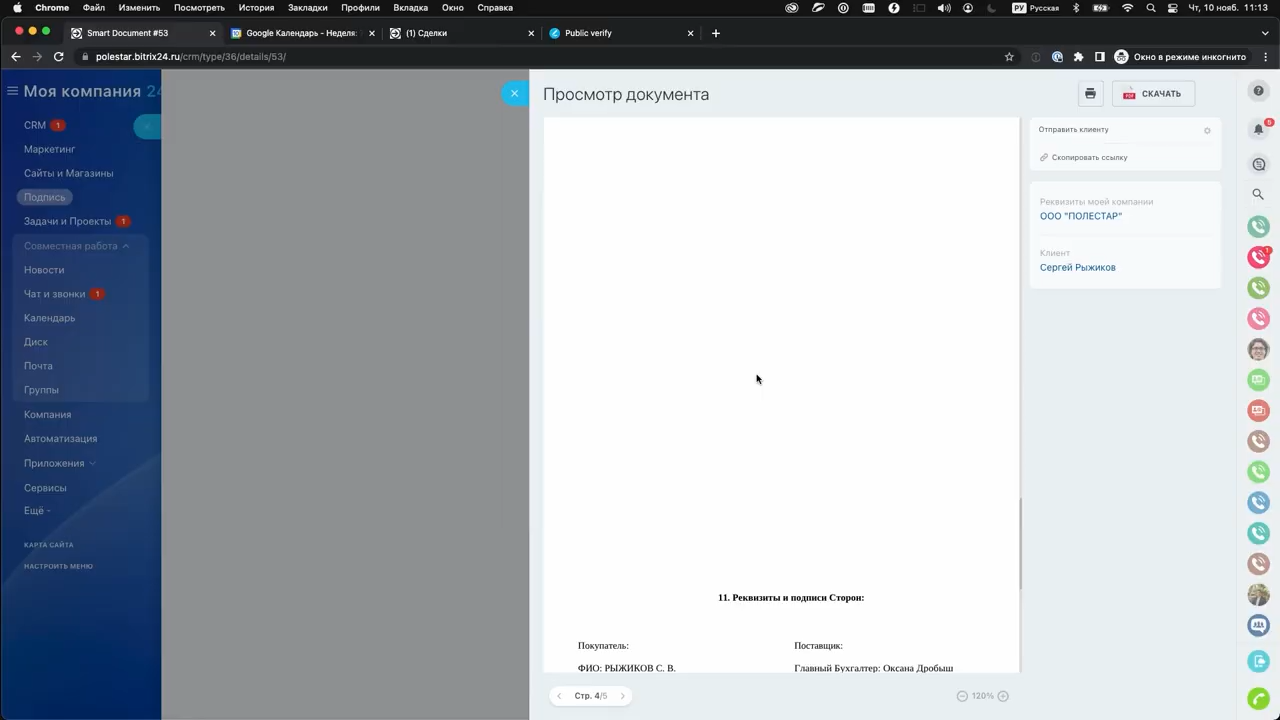 Chrome Файл Изменить Посмотреть История Закладки Профили Вкладка Окно Справка
РУ Русская Чт, 10 нояб. 11:13
Smart Document #53
Google Календарь - Неделя:
(1) Сделки
Public verify
polestar.bitrix24.ru/crm/type/36/details/53/
Окно в режиме инкогнито
Моя компания 24
CRM 1
Маркетинг
Сайты и Магазины
Подпись
Задачи и Проекты 1
Совместная работа
Новости
Чат и звонки 1
Календарь
Диск
Почта
Группы
Компания
Автоматизация
Приложения
Сервисы
Ещё
КАРТА САЙТА
НАСТРОИТЬ МЕНЮ
Просмотр документа
PDF СКАЧАТЬ
11. Реквизиты и подписи Сторон:
Покупатель: Поставщик:
ФИО: РЫЖИКОВ С. В. Главный Бухгалтер: Оксана Дробыш
Стр. 4/5
120%
Отправить клиенту
Скопировать ссылку
Реквизиты моей компании
ООО "ПОЛЕСТАР"
Клиент
Сергей Рыжиков